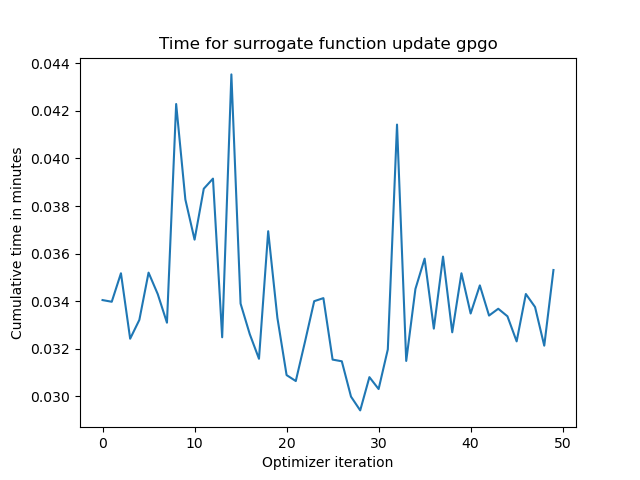 Time for surrogate function update gpgo
0.044
0.042
0.040
0.038
0.036
0.034
0.032
0.030
Cumulative time in minutes
0 10 20 30 40 50
Optimizer iteration